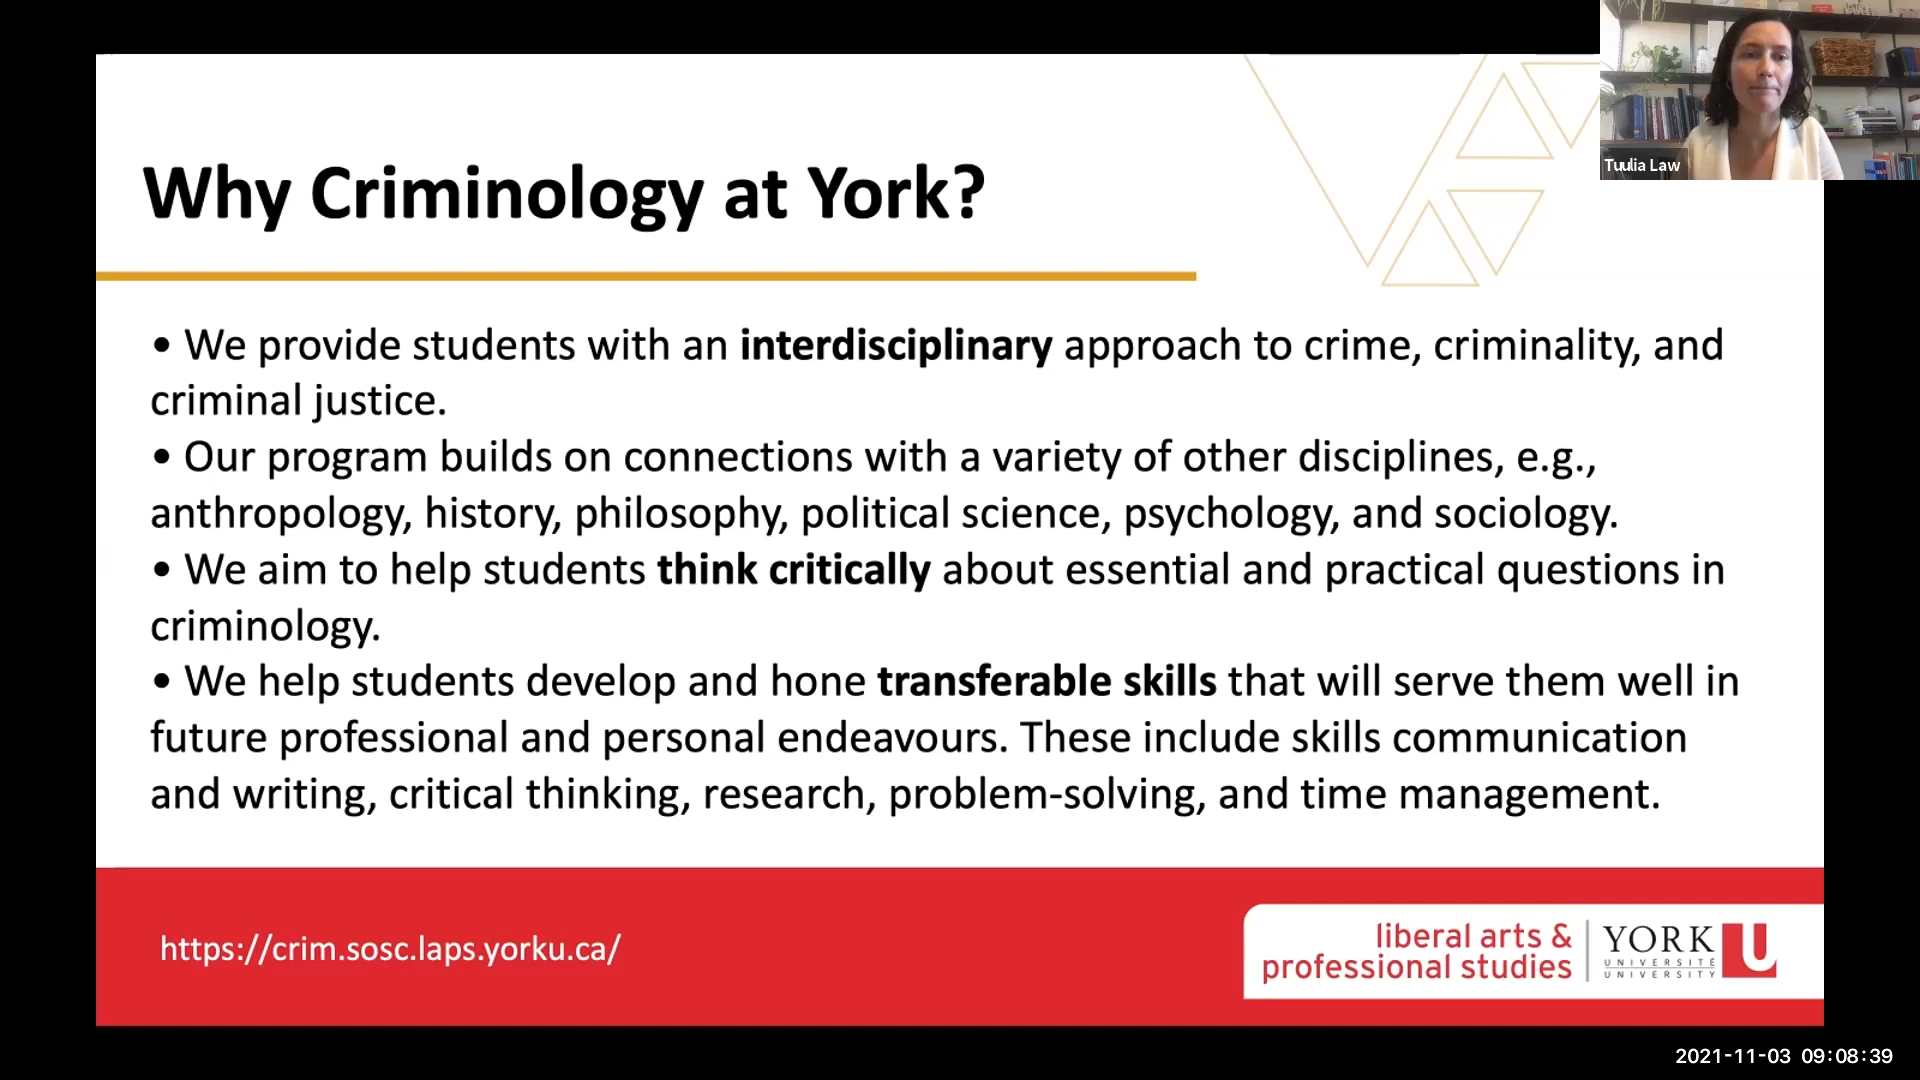 Tuulia Law
Why Criminology at York?
• We provide students with an interdisciplinary approach to crime, criminality, and
criminal justice.
• Our program builds on connections with a variety of other disciplines, e.g.,
anthropology, history, philosophy, political science, psychology, and sociology.
• We aim to help students think critically about essential and practical questions in
criminology.
• We help students develop and hone transferable skills that will serve them well in
future professional and personal endeavours. These include skills communication
and writing, critical thinking, research, problem-solving, and time management.
https://crim.sosc.laps.yorku.ca/
liberal arts &
professional studies
YORK U
UNIVERSITÉ
UNIVERSITY
2021-11-03 09:08:39